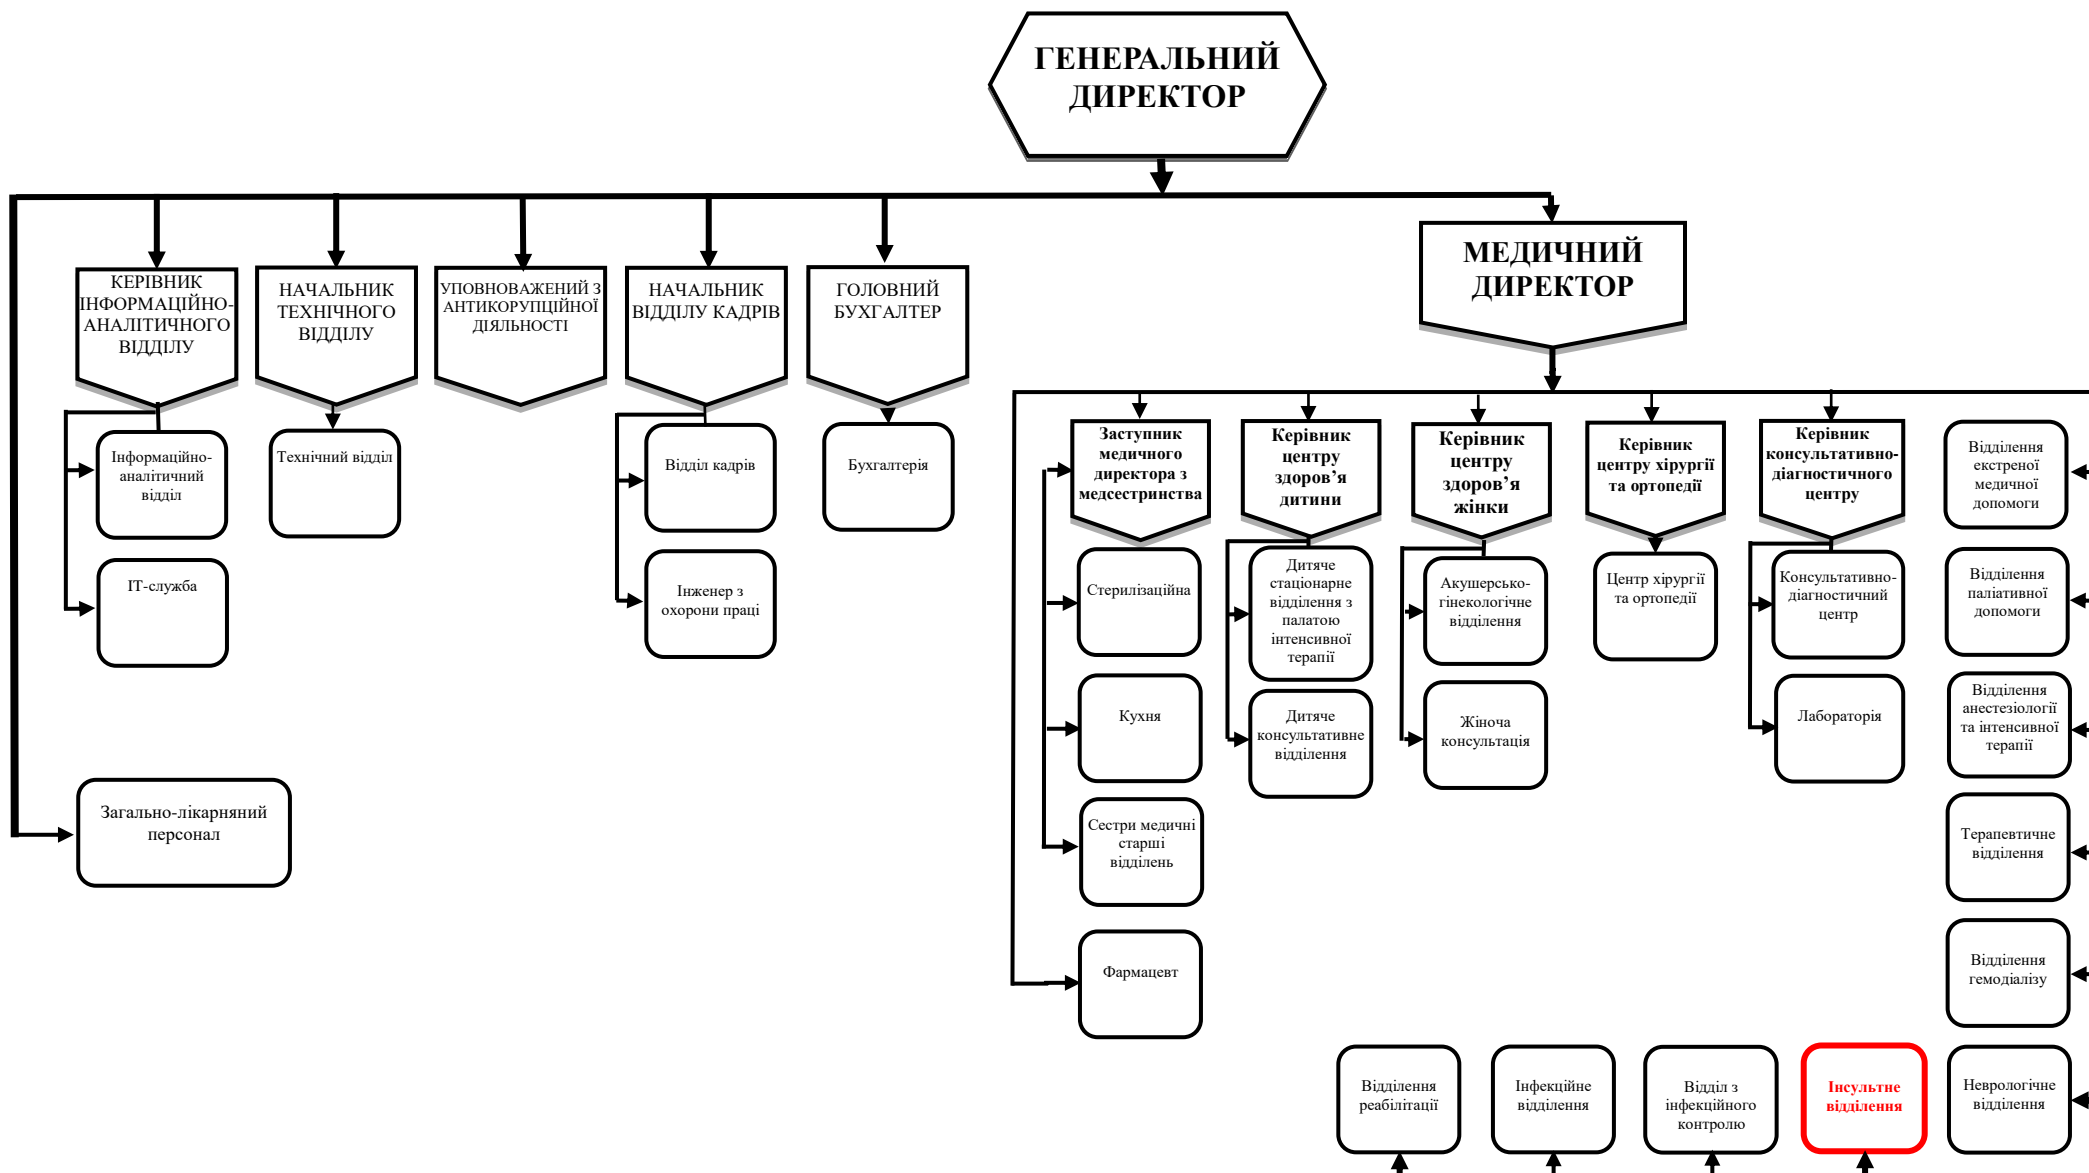 ГЕНЕРАЛЬНИЙ
ДИРЕКТОР
КЕРІВНИК
ІНФОРМАЦІЙНО-
АНАЛІТИЧНОГО
ВІДДІЛУ
НАЧАЛЬНИК
ТЕХНІЧНОГО
ВІДДІЛУ
УПОВНОВАЖЕНИЙ З
АНТИКОРУПЦІЙНОЇ
ДІЯЛЬНОСТІ
НАЧАЛЬНИК
ВІДДІЛУ КАДРІВ
ГОЛОВНИЙ
БУХГАЛТЕР
МЕДИЧНИЙ
ДИРЕКТОР
Інформаційно-
аналітичний
відділ
Технічний відділ
Відділ кадрів
Бухгалтерія
ІТ-служба
Інженер з
охорони праці
Загально-лікарняний
персонал
Заступник
медичного
директора з
медсестринства
Керівник
центру
здоров’я
дитини
Керівник
центру
здоров’я
жінки
Керівник
центру хірургії
та ортопедії
Керівник
консультативно-
діагностичного
центру
Відділення
екстреної
медичної
допомоги
Стерилізаційна
Дитяче
стаціонарне
відділення з
палатою
інтенсивної
терапії
Акушерсько-
гінекологічне
відділення
Центр хірургії
та ортопедії
Консультативно-
діагностичний
центр
Відділення
паліативної
допомоги
Кухня
Дитяче
консультативне
відділення
Жіноча
консультація
Лабораторія
Відділення
анестезіології
та інтенсивної
терапії
Сестри медичні
старші
відділень
Терапевтичне
відділення
Фармацевт
Відділення
гемодіалізу
Відділення
реабілітації
Інфекційне
відділення
Відділ з
інфекційного
контролю
Інсультне
відділення
Неврологічне
відділення